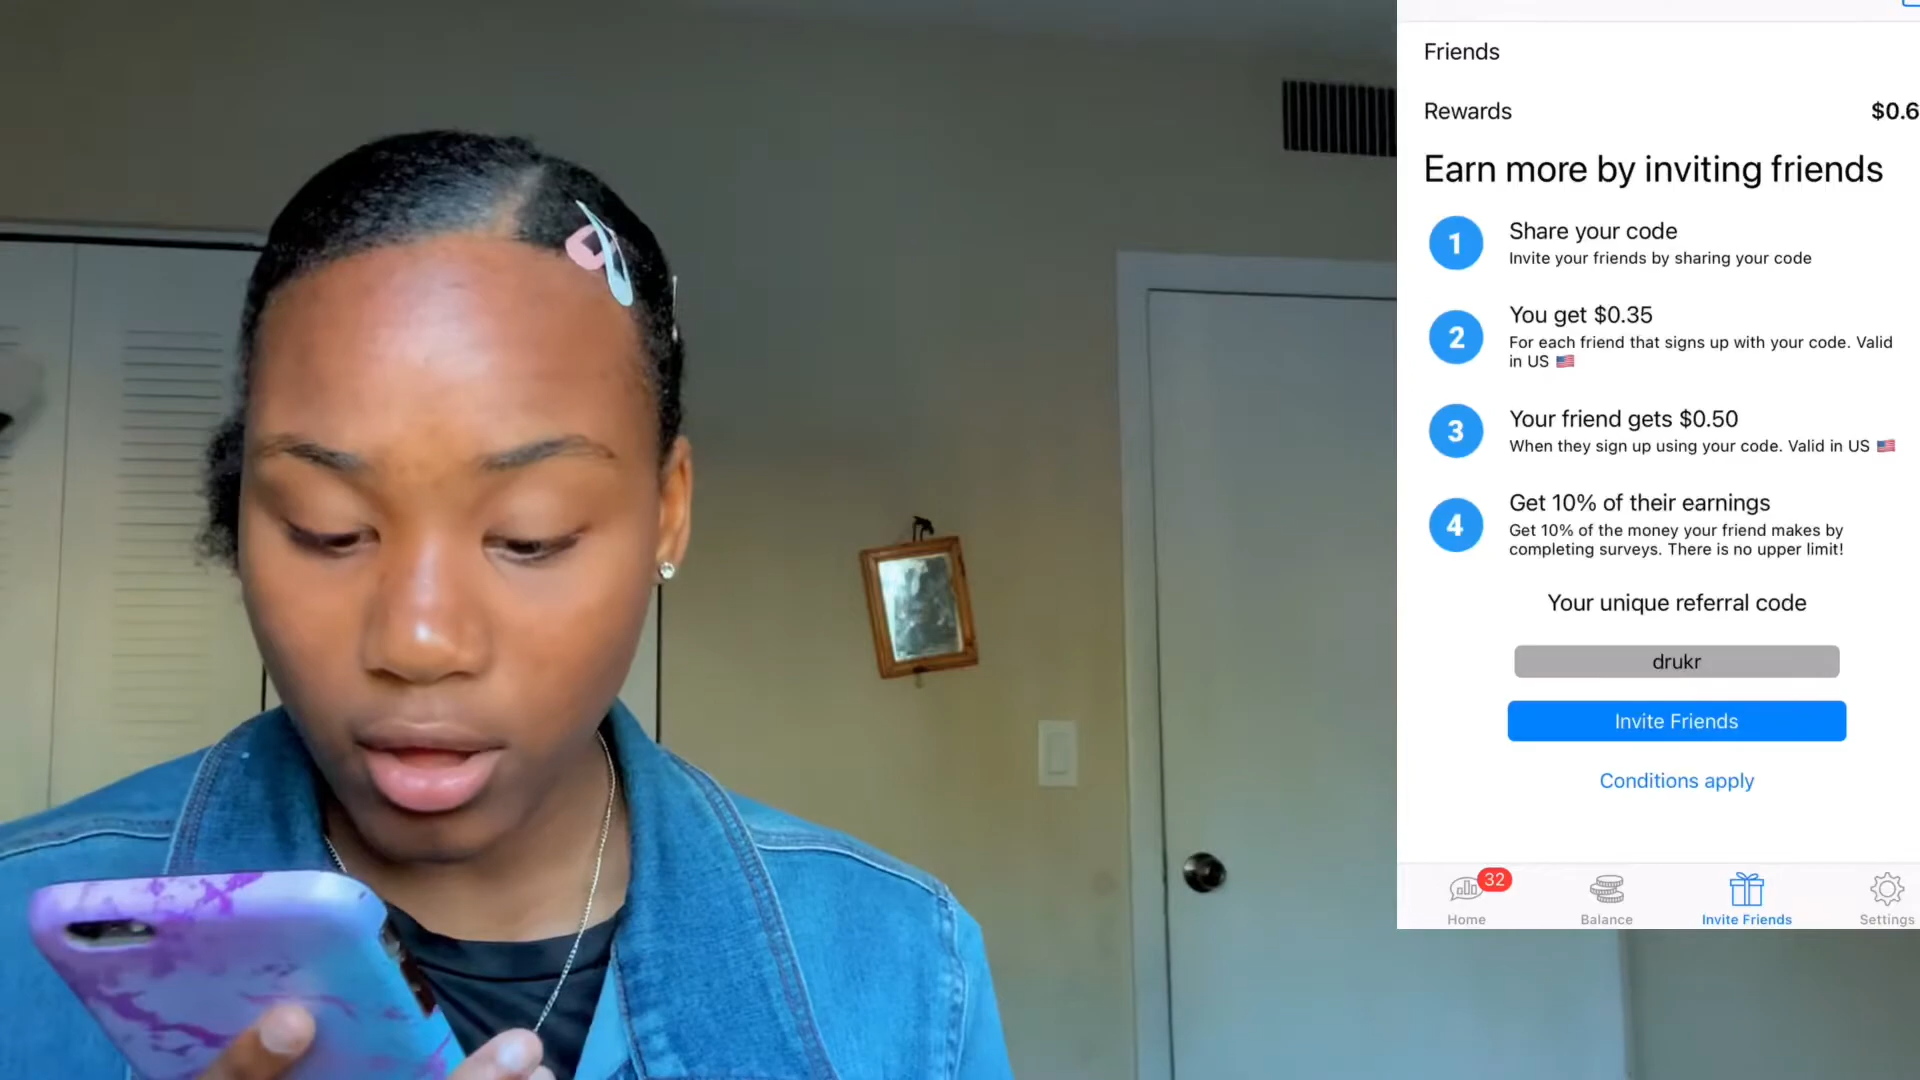 Friends
Rewards
$0.6
Earn more by inviting friends
1
Share your code
Invite your friends by sharing your code
2
You get $0.35
For each friend that signs up with your code. Valid
in US
3
Your friend gets $0.50
When they sign up using your code. Valid in US
4
Get 10% of their earnings
Get 10% of the money your friend makes by
completing surveys. There is no upper limit!
Your unique referral code
drukr
Invite Friends
Conditions apply
32
Home
Balance
Invite Friends
Settings